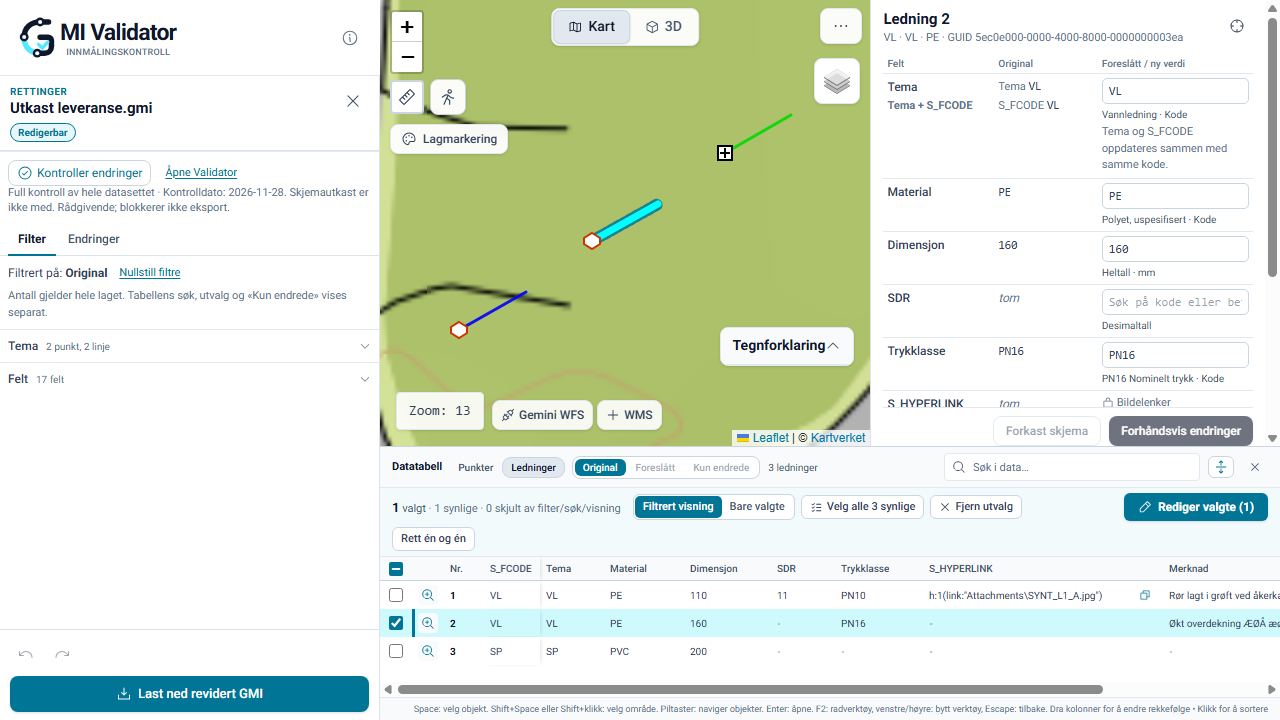 MI Validator
INNMÅLINGSKONTROLL
RETTINGER
Utkast leveranse.gmi
Redigerbar
Kontroller endringer
Åpne Validator
Full kontroll av hele datasettet · Kontrolldato: 2026-11-28. Skjemautkast er
ikke med. Rådgivende; blokkerer ikke eksport.
Filter
Endringer
Filtrert på: Original
Nullstill filtre
Antall gjelder hele laget. Tabellens søk, utvalg og «Kun endrede» vises
separat.
Tema 2 punkt, 2 linje
Felt 17 felt
Last ned revidert GMI
+
−
Kart
3D
...
Lagmarkering
Tegnforklaring
Zoom: 13
Gemini WFS
WMS
Leaflet | © Kartverket
Ledning 2
VL · VL · PE · GUID 5ec0e000-0000-4000-8000-0000000003ea
Felt Original Foreslått / ny verdi
Tema Tema VL VL
Tema + S_FCODE S_FCODE VL
Vannledning · Kode
Tema og S_FCODE
oppdateres sammen med
samme kode.
Material PE PE
Polyet, uspesifisert · Kode
Dimensjon 160 160
Heltall · mm
SDR tom Søk på kode eller be
Desimaltall
Trykklasse PN16 PN16
PN16 Nominelt trykk · Kode
S_HYPERLINK tom Bildelenker
Forkast skjema
Forhåndsvis endringer
Datatabell Punkter Ledninger Original Foreslått Kun endrede 3 ledninger
Søk i data...
1 valgt · 1 synlige · 0 skjult av filter/søk/visning
Filtrert visning Bare valgte
Velg alle 3 synlige
Fjern utvalg
Rediger valgte (1)
Rett én og én
Nr. S_FCODE Tema Material Dimensjon SDR Trykklasse S_HYPERLINK Merknad
1 VL VL PE 110 11 PN10 h:1(link:"Attachments\SYNT_L1_A.jpg") Rør lagt i grøft ved åkerka
2 VL VL PE 160 - PN16 - Økt overdekning ÆØÅ æø
3 SP SP PVC 200 - - - -
Space: velg objekt. Shift+Space eller Shift+klikk: velg område. Piltaster: naviger objekter. Enter: åpne. F2: radverktøy, venstre/høyre: bytt verktøy, Escape: tilbake. Dra kolonner for å endre rekkefølge • Klikk for å sortere